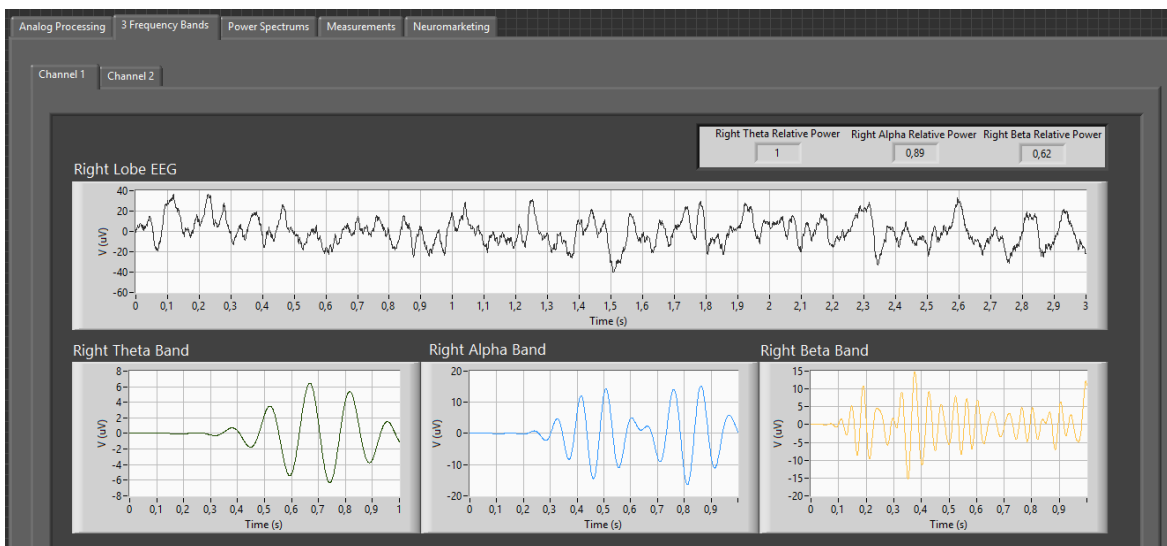 Analog Processing 3 Frequency Bands Power Spectrums Measurements Neuromarketing
Channel 1 Channel 2
Right Theta Relative Power Right Alpha Relative Power Right Beta Relative Power
1 0,89 0,62
Right Lobe EEG
V (uV)
40
20
0
-20
-40
-60
0 0,1 0,2 0,3 0,4 0,5 0,6 0,7 0,8 0,9 1 1,1 1,2 1,3 1,4 1,5 1,6 1,7 1,8 1,9 2 2,1 2,2 2,3 2,4 2,5 2,6 2,7 2,8 2,9 3
Time (s)
Right Theta Band
V (uV)
8
6
4
2
0
-2
-4
-6
-8
0 0,1 0,2 0,3 0,4 0,5 0,6 0,7 0,8 0,9 1
Time (s)
Right Alpha Band
V (uV)
20
10
0
-10
-20
0 0,1 0,2 0,3 0,4 0,5 0,6 0,7 0,8 0,9
Time (s)
Right Beta Band
V (uV)
15
10
5
0
-5
-10
-15
-20
0 0,1 0,2 0,3 0,4 0,5 0,6 0,7 0,8 0,9
Time (s)